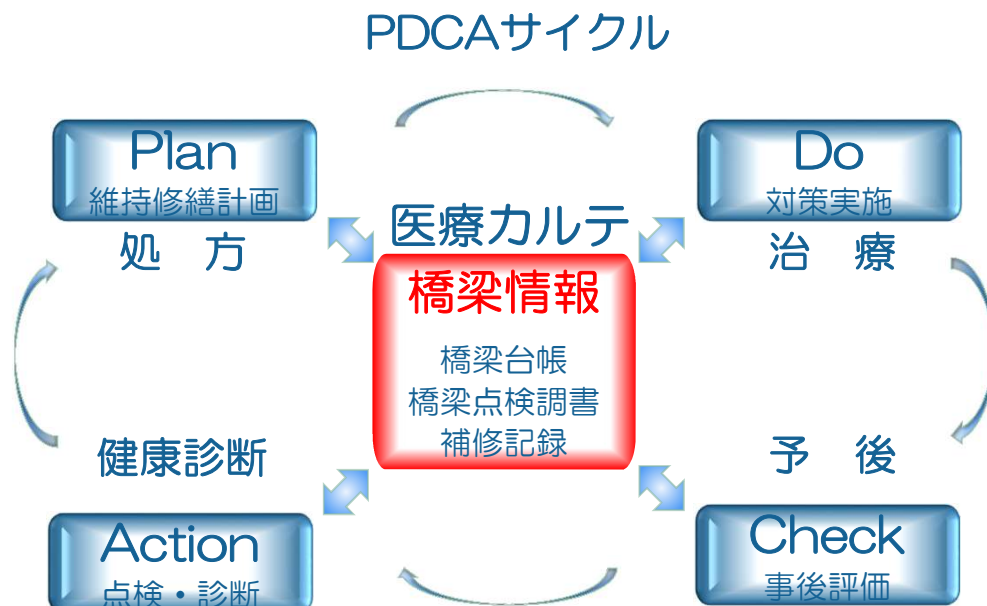 PDCAサイクル
Plan
維持修繕計画
処　方
Do
対策実施
治　療
医療カルテ
橋梁情報
橋梁台帳
橋梁点検調書
補修記録
健康診断
Action
点検・診断
予　後
Check
事後評価